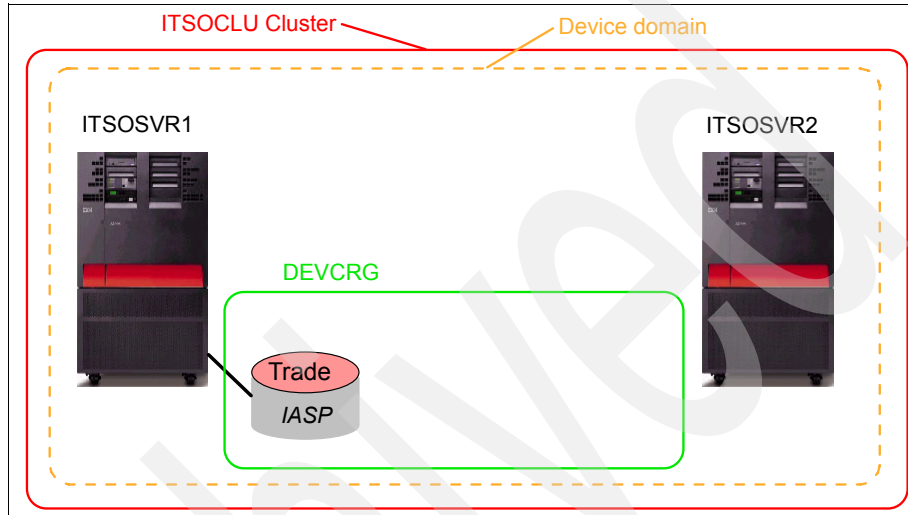 ITSOCLU Cluster
Device domain
ITSOSVR1
ITSOSVR2
DEVCRG
Trade
IASP